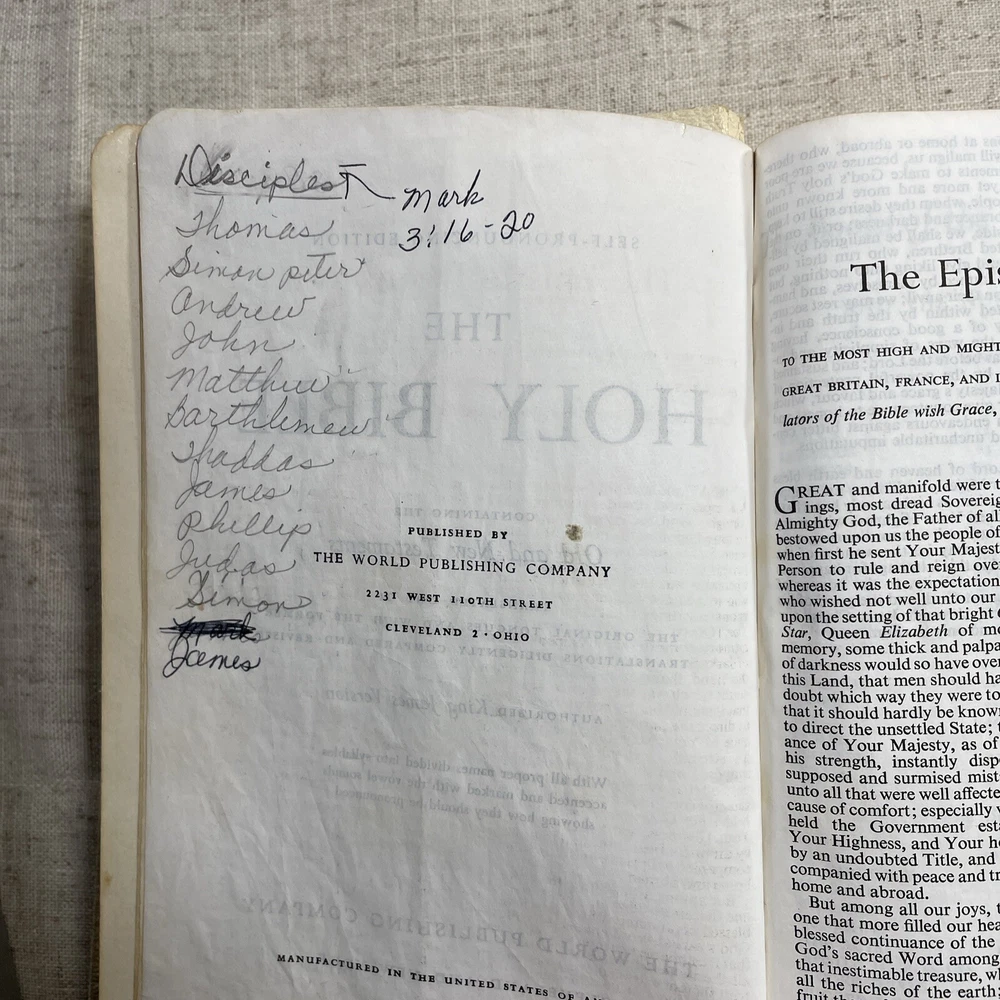 Disciples
Mark
3:16-20
Thomas
Simon peter
Andrew
John
Matthew
Barthlemew
Thaddas
James
Phillip
Judas
Simon
Mark
James
PUBLISHED BY
THE WORLD PUBLISHING COMPANY
2231 WEST 110TH STREET
CLEVELAND 2 · OHIO
MANUFACTURED IN THE UNITED STATES OF
The Epis
TO THE MOST HIGH AND MIGHT
GREAT BRITAIN, FRANCE, AND I
lators of the Bible wish Grace,
GREAT and manifold were t
ings, most dread Sovereig
Almighty God, the Father of al
bestowed upon us the people of
when first he sent Your Majest
Person to rule and reign ove
whereas it was the expectation
who wished not well unto our
upon the setting of that bright
Star, Queen Elizabeth of mo
memory, some thick and palpa
of darkness would so have over
this Land, that men should ha
doubt which way they were to
that it should hardly be know
to direct the unsettled State; t
ance of Your Majesty, as of
his strength, instantly disp
supposed and surmised mist
unto all that were well affecte
cause of comfort; especially
held the Government esta
Your Highness, and Your ho
by an undoubted Title, and
companied with peace and tr
home and abroad.
But among all our joys, t
one that more filled our hea
blessed continuance of the
God's sacred Word among
that inestimable treasure, wh
all the riches of the earth;
fruit th